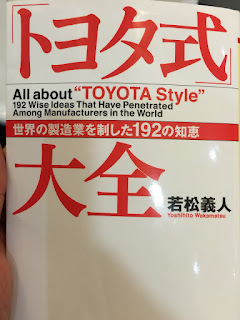 「トヨタ式」
All about “TOYOTA Style”
192 Wise Ideas That Have Penetrated
Among Manufacturers in the World
世界の製造業を制した192の知恵
大全
若松義人
Yoshihito Wakamatsu